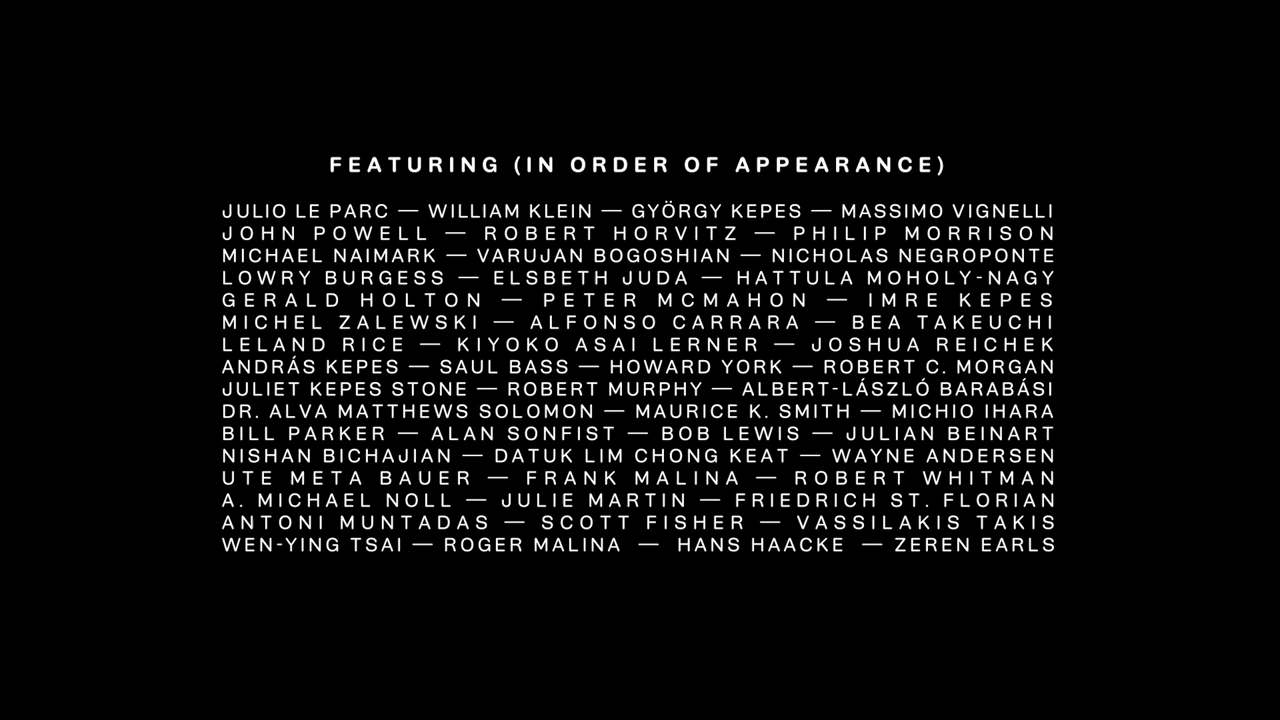 FEATURING (IN ORDER OF APPEARANCE)
JULIO LE PARC — WILLIAM KLEIN — GYÖRGY KEPES — MASSIMO VIGNELLI
JOHN POWELL — ROBERT HORVITZ — PHILIP MORRISON
MICHAEL NAIMARK — VARUJAN BOGOSHIAN — NICHOLAS NEGROPONTE
LOWRY BURGESS — ELSBETH JUDA — HATTULA MOHOLY-NAGY
GERALD HOLTON — PETER MCMAHON — IMRE KEPES
MICHEL ZALEWSKI — ALFONSO CARRARA — BEA TAKEUCHI
LELAND RICE — KIYOKO ASAI LERNER — JOSHUA REICHEK
ANDRÁS KEPES — SAUL BASS — HOWARD YORK — ROBERT C. MORGAN
JULIET KEPES STONE — ROBERT MURPHY — ALBERT-LÁSZLÓ BARABÁSI
DR. ALVA MATTHEWS SOLOMON — MAURICE K. SMITH — MICHIO IHARA
BILL PARKER — ALAN SONFIST — BOB LEWIS — JULIAN BEINART
NISHAN BICHAJIAN — DATUK LIM CHONG KEAT — WAYNE ANDERSEN
UTE META BAUER — FRANK MALINA — ROBERT WHITMAN
A. MICHAEL NOLL — JULIE MARTIN — FRIEDRICH ST. FLORIAN
ANTONI MUNTADAS — SCOTT FISHER — VASSILAKIS TAKIS
WEN-YING TSAI — ROGER MALINA — HANS HAACKE — ZEREN EARLS